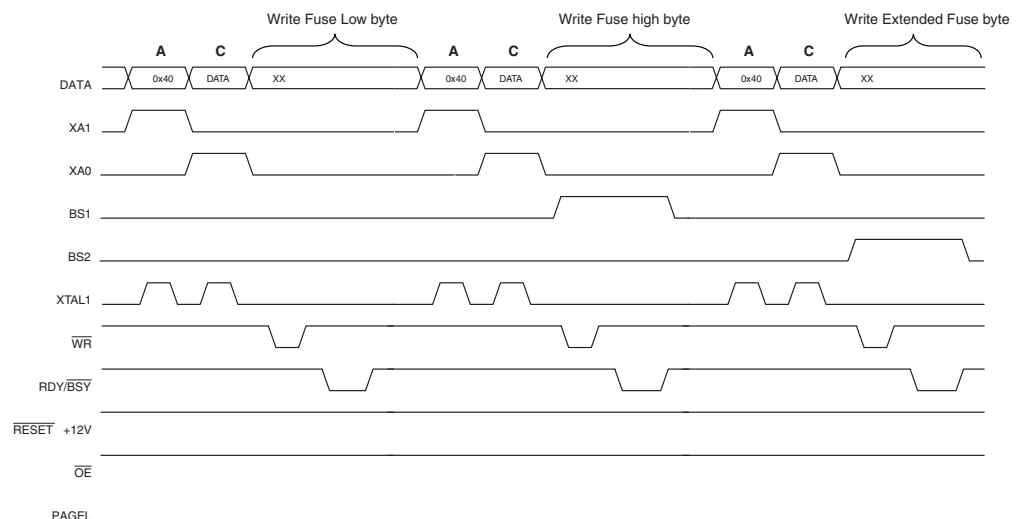 Write Fuse Low byte Write Fuse high byte Write Extended Fuse byte
A C A C A C
DATA 0x40 DATA XX 0x40 DATA XX 0x40 DATA XX
XA1
XA0
BS1
BS2
XTAL1
WR
RDY/BSY
RESET +12V
OE
PAGEL